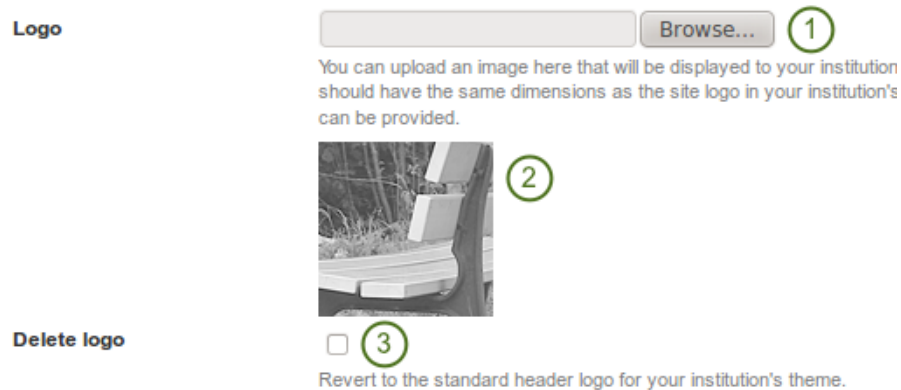 Logo
Browse... 1
You can upload an image here that will be displayed to your institution
should have the same dimensions as the site logo in your institution's
can be provided.
2
Delete logo
3
Revert to the standard header logo for your institution's theme.